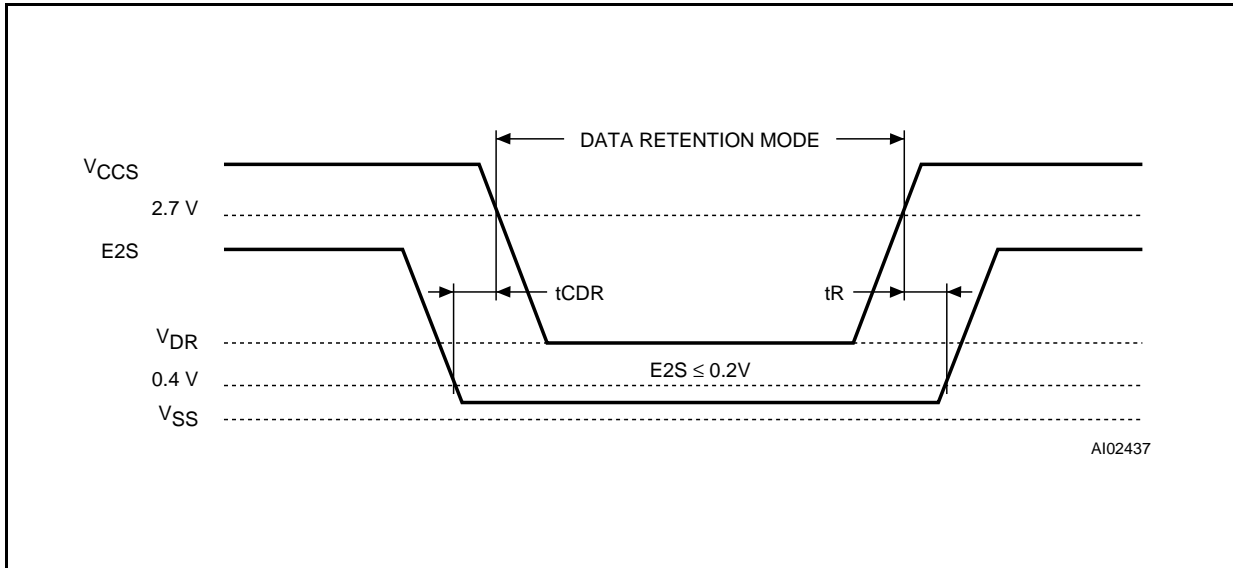 DATA RETENTION MODE
VCCS
2.7 V
E2S
tCDR
tR
VDR
E2S ≤ 0.2V
0.4 V
VSS
AI02437